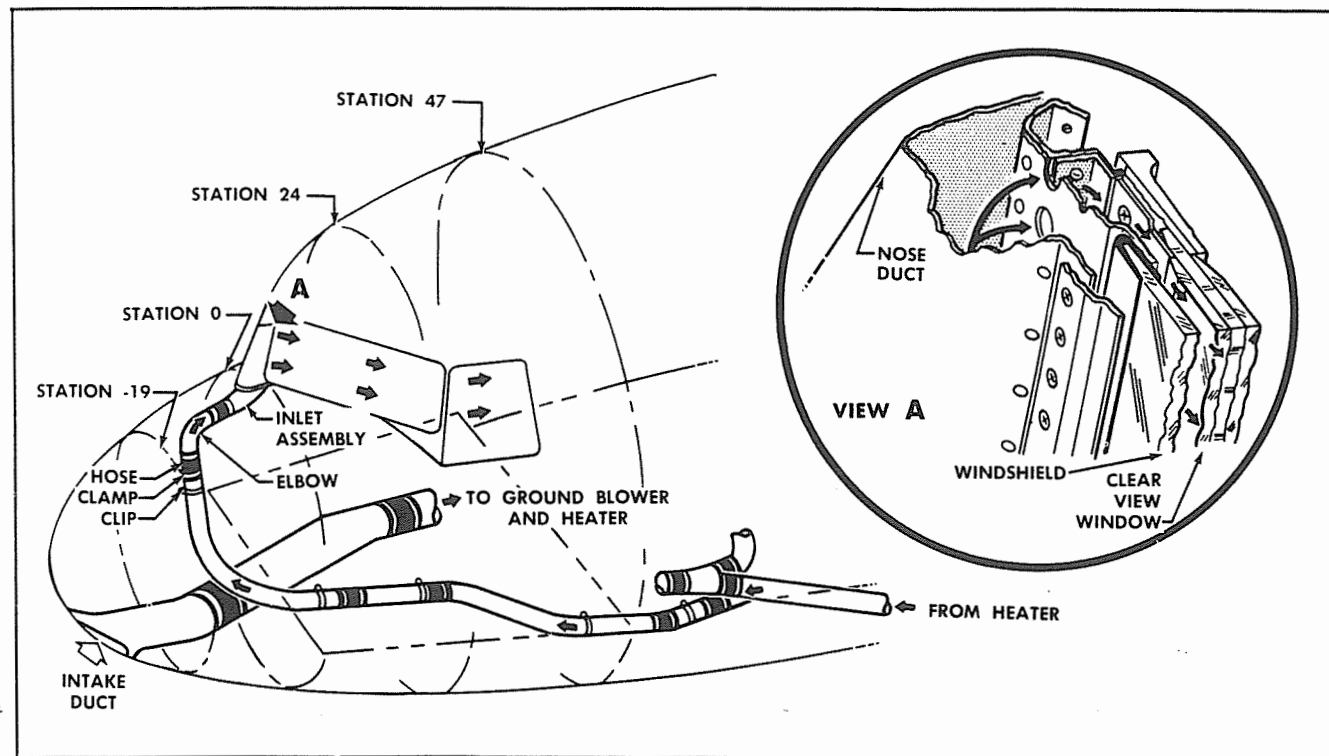 STATION 47
STATION 24
A
STATION 0
STATION -19
INLET
ASSEMBLY
HOSE
CLAMP
CLIP
ELBOW
TO GROUND BLOWER
AND HEATER
FROM HEATER
INTAKE
DUCT
NOSE
DUCT
VIEW A
WINDSHIELD
CLEAR
VIEW
WINDOW